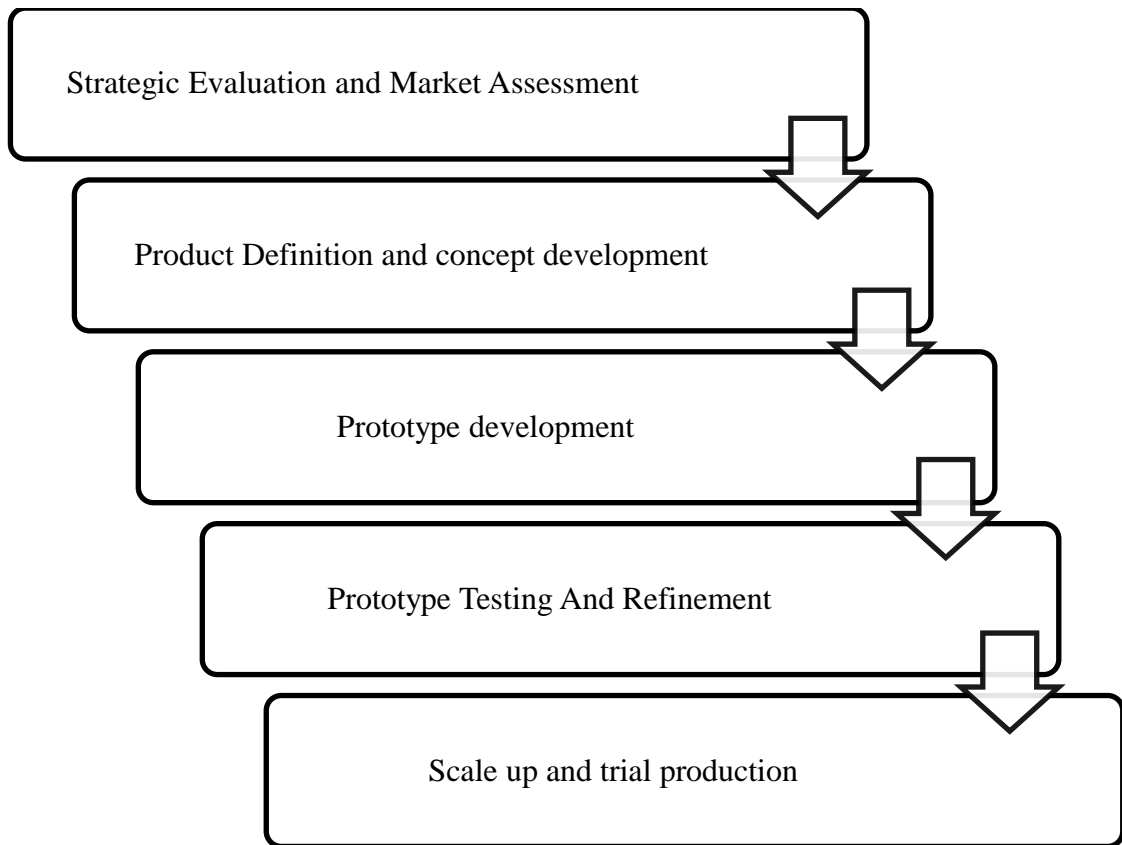 Strategic Evaluation and Market Assessment
Product Definition and concept development
Prototype development
Prototype Testing And Refinement
Scale up and trial production